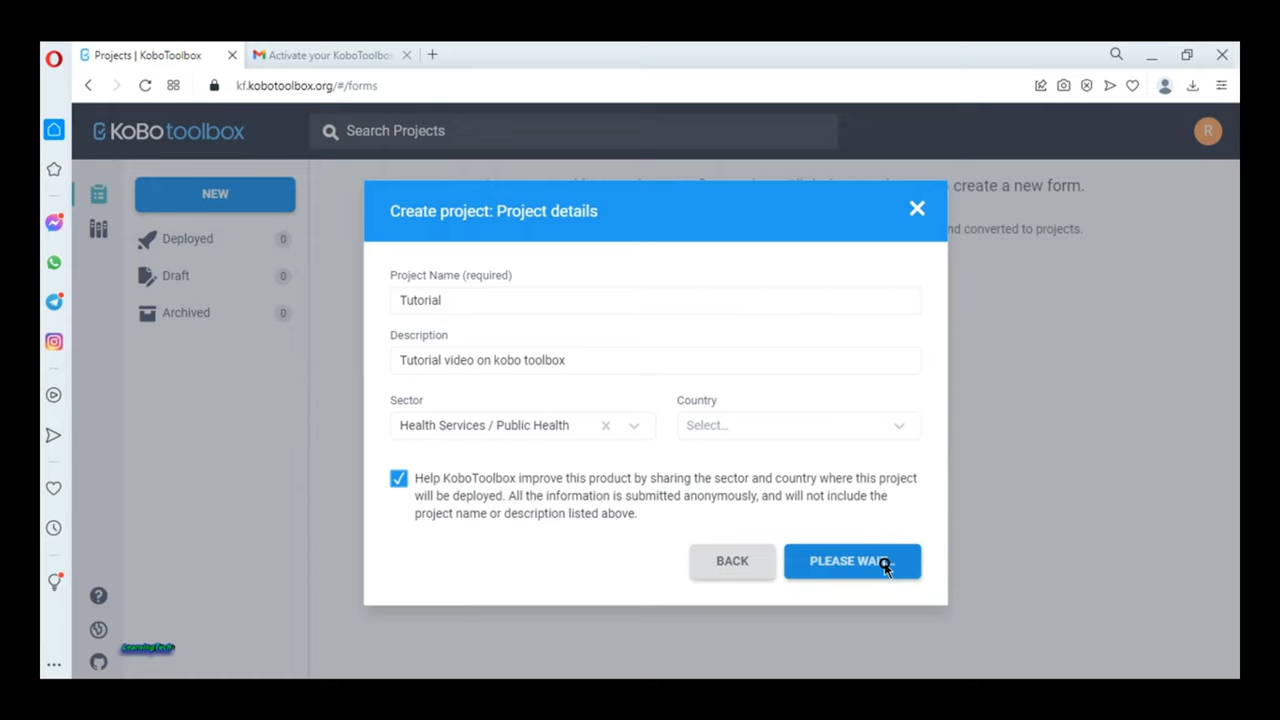 Projects | KoboToolbox
Activate your KoboToolbo
kf.kobotoolbox.org/#/forms
KoBo toolbox
Search Projects
R
NEW
create a new form.
Create project: Project details
nd converted to projects.
Deployed 0
Draft 0
Archived 0
Project Name (required)
Tutorial
Description
Tutorial video on kobo toolbox
Sector
Country
Health Services / Public Health
Select...
Help KoboToolbox improve this product by sharing the sector and country where this project
will be deployed. All the information is submitted anonymously, and will not include the
project name or description listed above.
BACK
PLEASE WA
Learning Tech